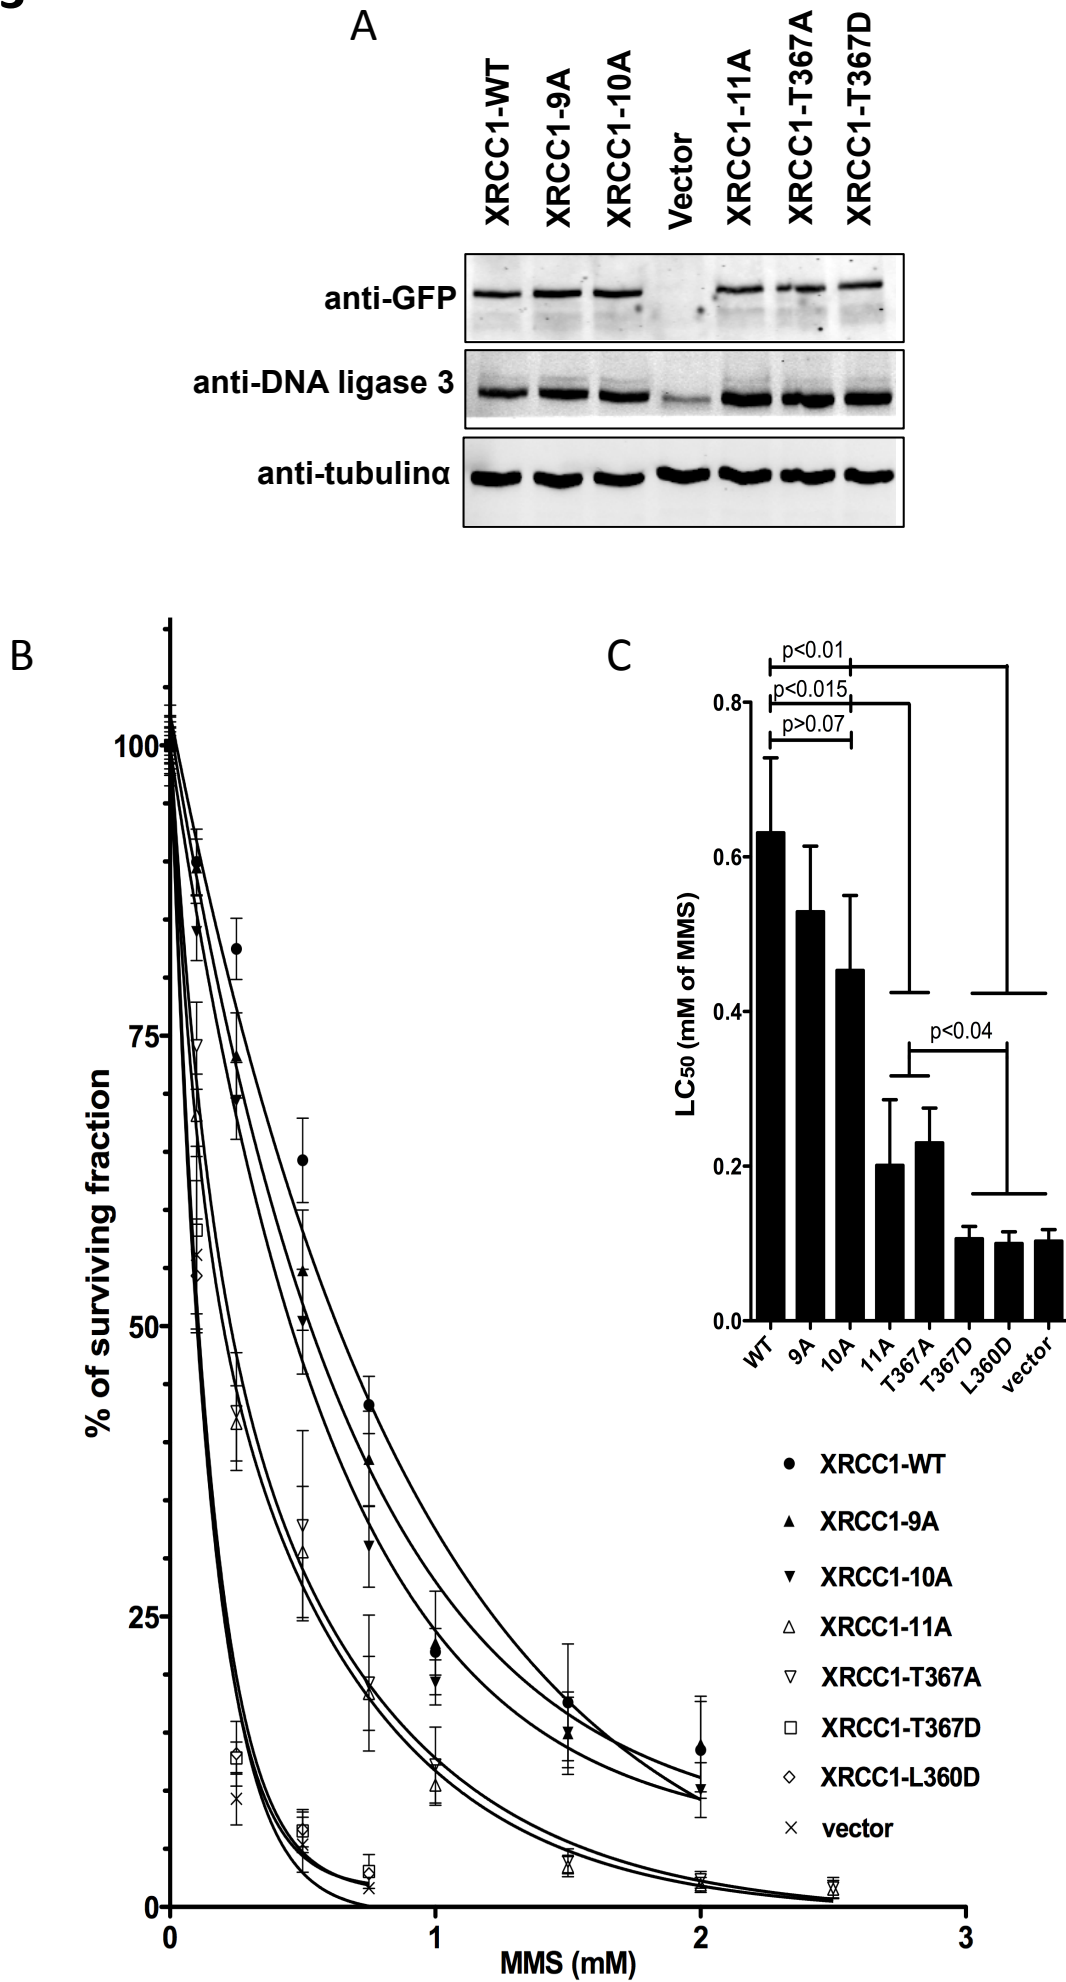 A
XRCC1-WT
XRCC1-9A
XRCC1-10A
Vector
XRCC1-11A
XRCC1-T367A
XRCC1-T367D
anti-GFP
anti-DNA ligase 3
anti-tubulinα
B
% of surviving fraction
100
75
50
25
0
0 1 2 3
MMS (mM)
C
p<0.01
p<0.015
p>0.07
p<0.04
LC50 (mM of MMS)
0.8
0.6
0.4
0.2
0.0
WT
9A
10A
11A
T367A
T367D
L360D
vector
XRCC1-WT
XRCC1-9A
XRCC1-10A
XRCC1-11A
XRCC1-T367A
XRCC1-T367D
XRCC1-L360D
vector